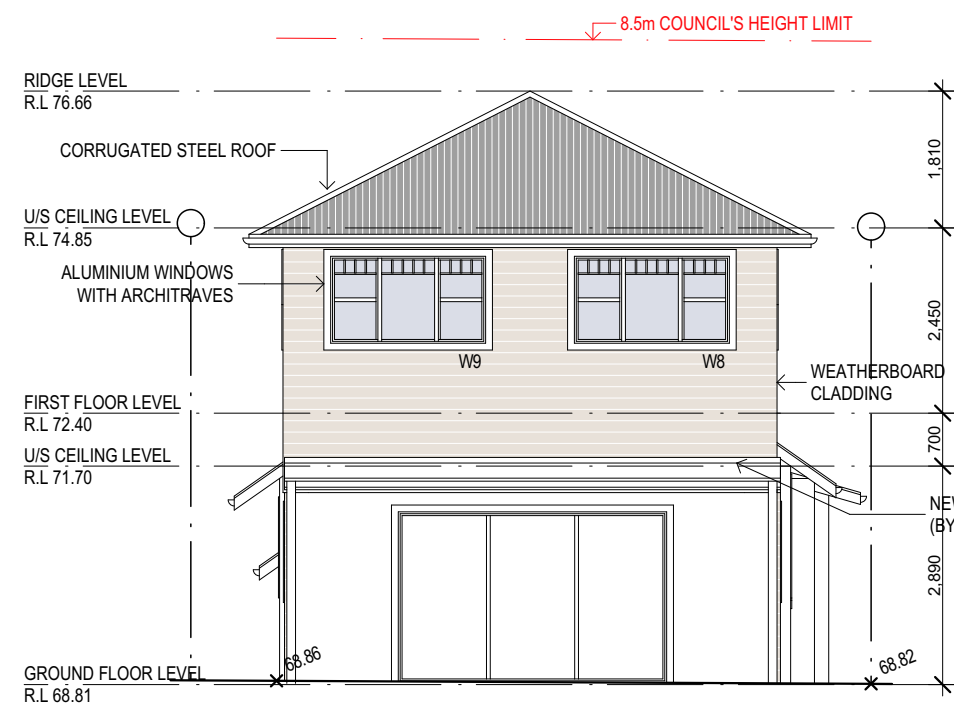 8.5m COUNCIL'S HEIGHT LIMIT
RIDGE LEVEL
R.L 76.66
1,810
CORRUGATED STEEL ROOF
U/S CEILING LEVEL
R.L 74.85
ALUMINIUM WINDOWS
WITH ARCHITRAVES
2,450
W9
W8
WEATHERBOARD
CLADDING
FIRST FLOOR LEVEL
R.L 72.40
700
U/S CEILING LEVEL
R.L 71.70
NEW
(BY
2,890
68.86
68.82
GROUND FLOOR LEVEL
R.L 68.81